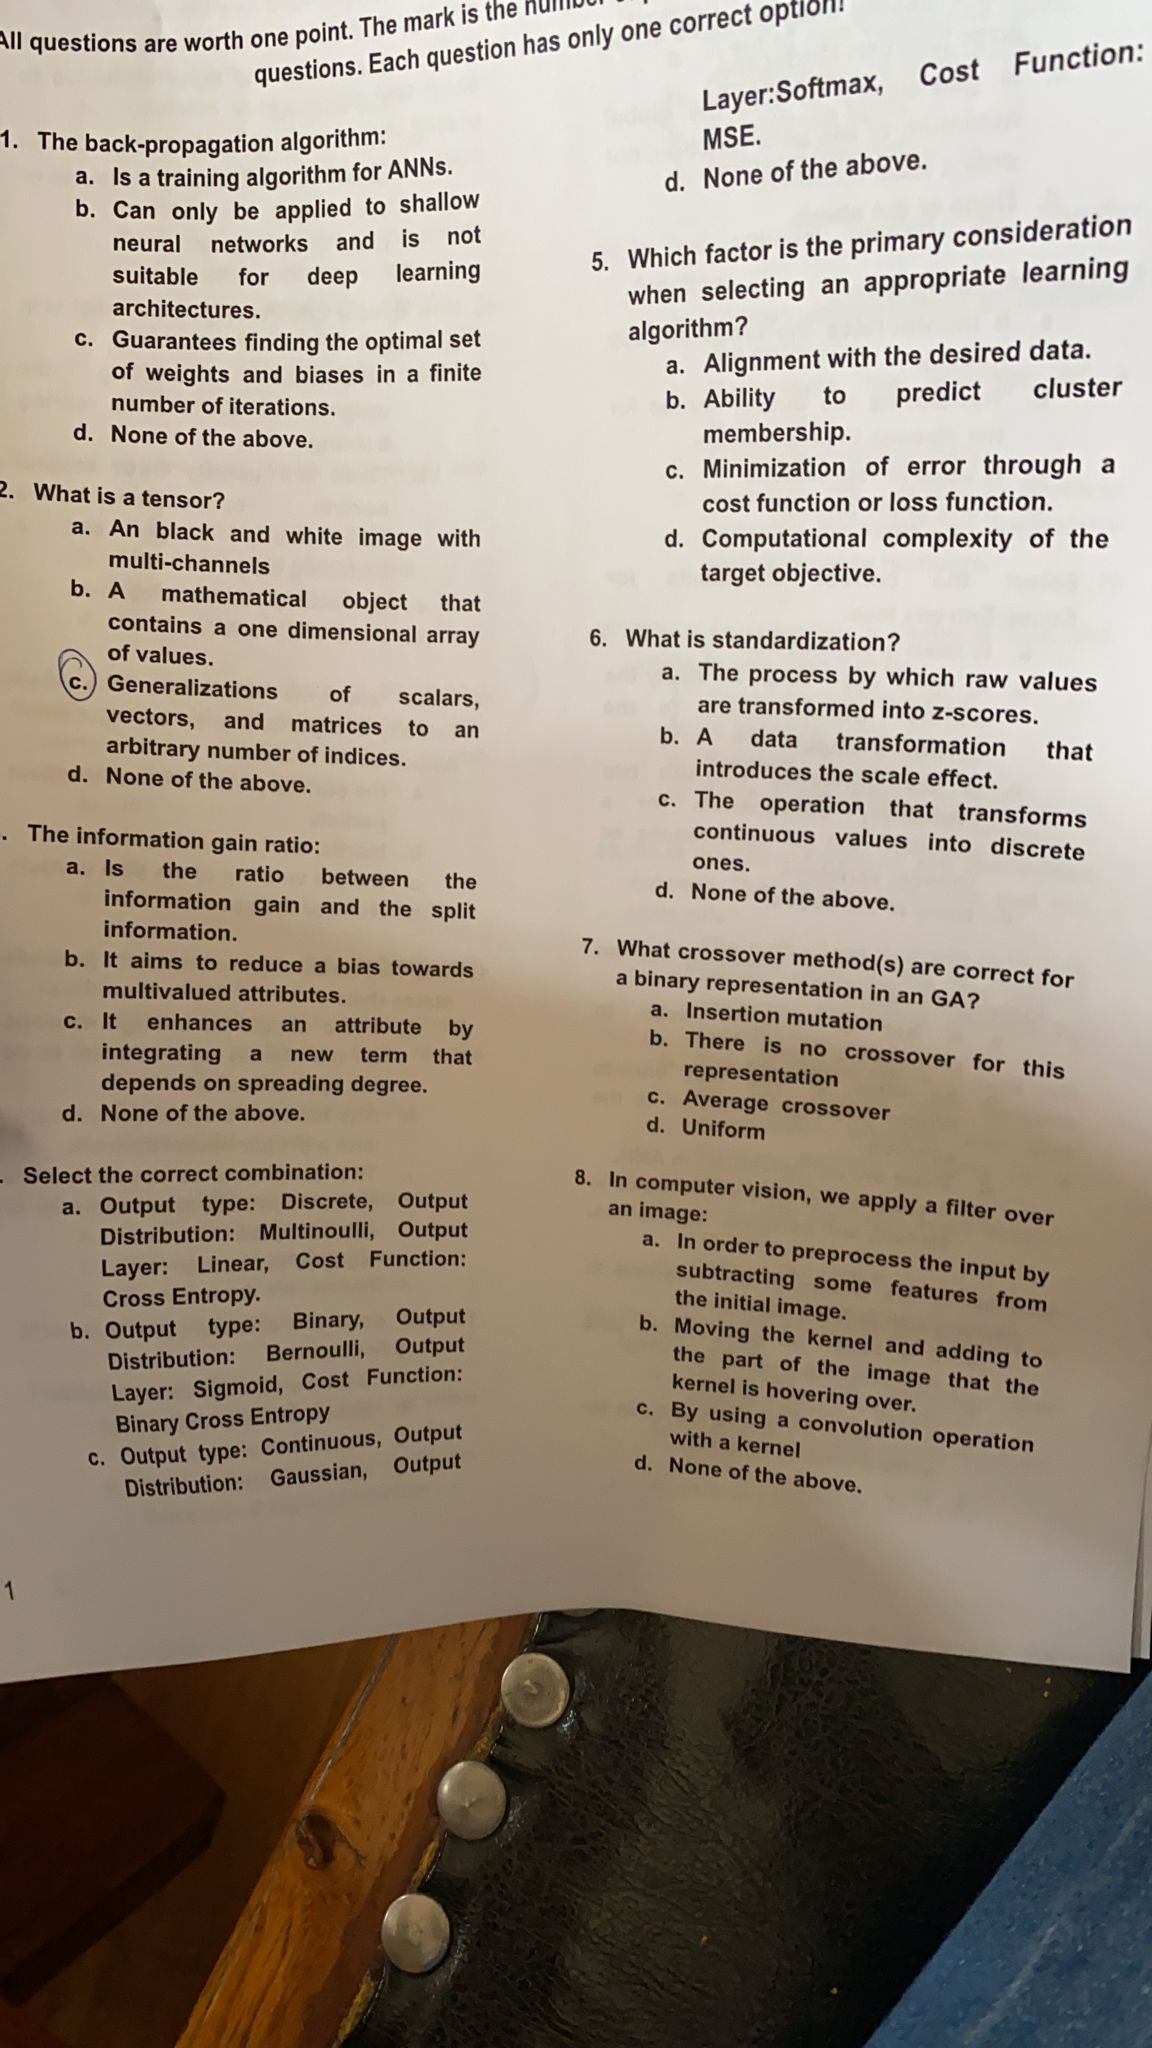 All questions are worth one point. The mark is the
questions. Each question has only one correct option!
1. The back-propagation algorithm:
a. Is a training algorithm for ANNs.
b. Can only be applied to shallow
neural networks and is not
suitable for deep learning
architectures.
c. Guarantees finding the optimal set
of weights and biases in a finite
number of iterations.
d. None of the above.
2. What is a tensor?
a. An black and white image with
multi-channels
b. A mathematical object that
contains a one dimensional array
of values.
c. Generalizations of scalars,
vectors, and matrices to an
arbitrary number of indices.
d. None of the above.
. The information gain ratio:
a. Is the ratio between the
information gain and the split
information.
b. It aims to reduce a bias towards
multivalued attributes.
c. It enhances an attribute by
integrating a new term that
depends on spreading degree.
d. None of the above.
. Select the correct combination:
a. Output type: Discrete, Output
Distribution: Multinoulli, Output
Layer: Linear, Cost Function:
Cross Entropy.
b. Output type: Binary, Output
Distribution: Bernoulli, Output
Layer: Sigmoid, Cost Function:
Binary Cross Entropy
c. Output type: Continuous, Output
Distribution: Gaussian, Output
Layer:Softmax, Cost Function:
MSE.
d. None of the above.
5. Which factor is the primary consideration
when selecting an appropriate learning
algorithm?
a. Alignment with the desired data.
b. Ability to predict cluster
membership.
c. Minimization of error through a
cost function or loss function.
d. Computational complexity of the
target objective.
6. What is standardization?
a. The process by which raw values
are transformed into z-scores.
b. A data transformation that
introduces the scale effect.
c. The operation that transforms
continuous values into discrete
ones.
d. None of the above.
7. What crossover method(s) are correct for
a binary representation in an GA?
a. Insertion mutation
b. There is no crossover for this
representation
c. Average crossover
d. Uniform
8. In computer vision, we apply a filter over
an image:
a. In order to preprocess the input by
subtracting some features from
the initial image.
b. Moving the kernel and adding to
the part of the image that the
kernel is hovering over.
c. By using a convolution operation
with a kernel
d. None of the above.
1